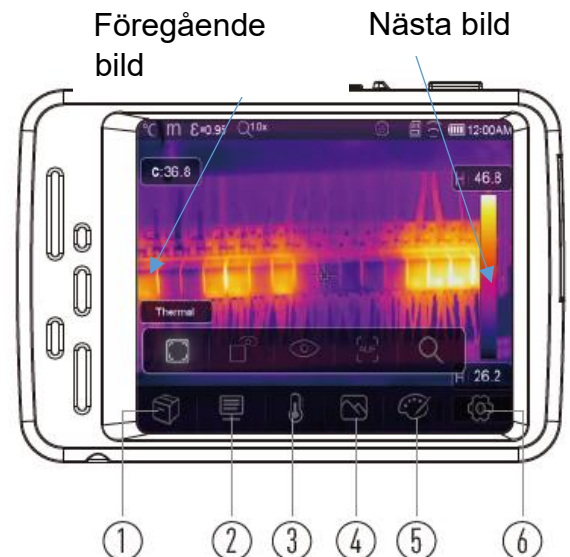 Föregående
bild
Nästa bild
°C m ε=0.95 10x 12:00AM
C:36.8
H 46.8
Thermal
H 26.2
1 2 3 4 5 6